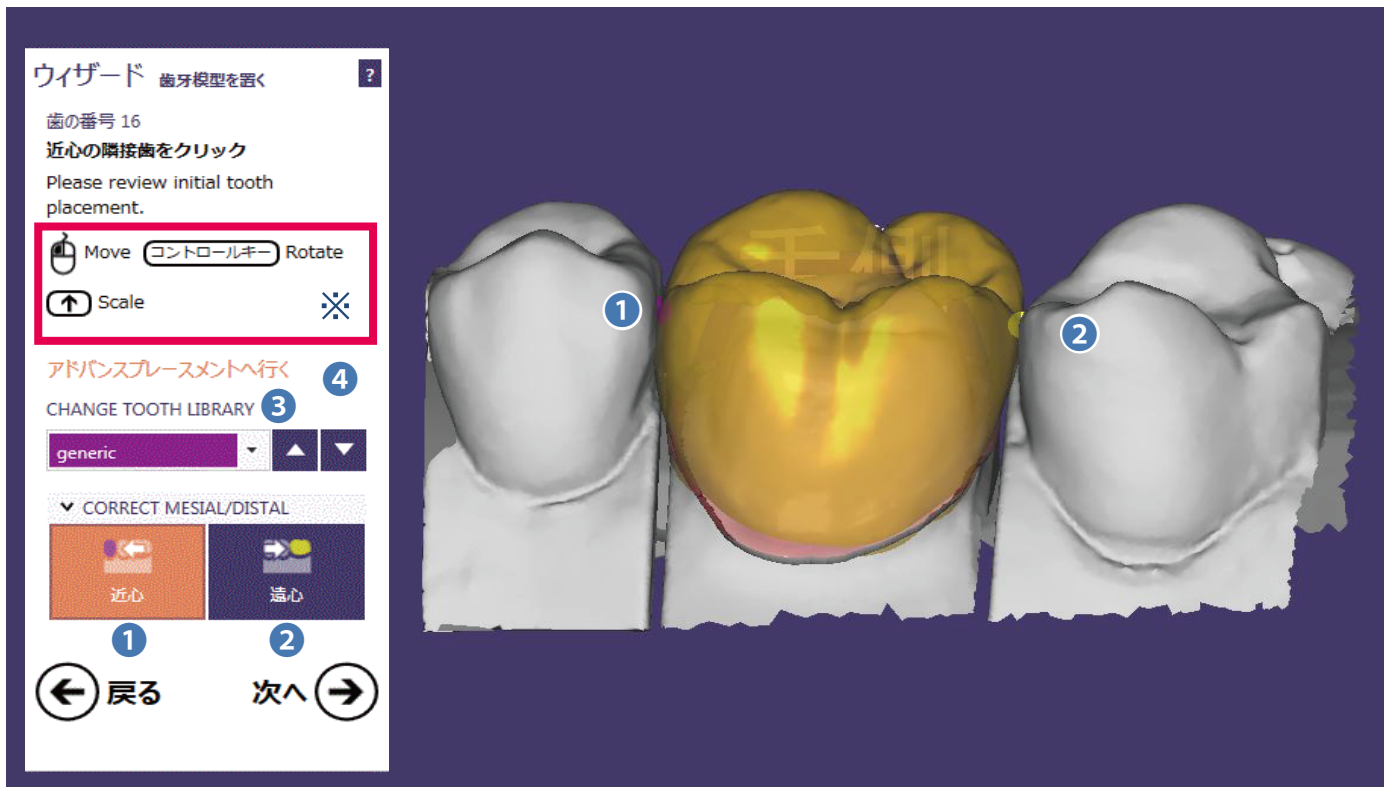 ウィザード 歯牙模型を置く ?
歯の番号 16
近心の隣接歯をクリック
Please review initial tooth
placement.
Move コントロールキー Rotate
↑ Scale ※
アドバンスプレースメントへ行く 4
CHANGE TOOTH LIBRARY 3
generic
CORRECT MESIAL/DISTAL
近心 遠心
1 2
戻る 次へ
1 2